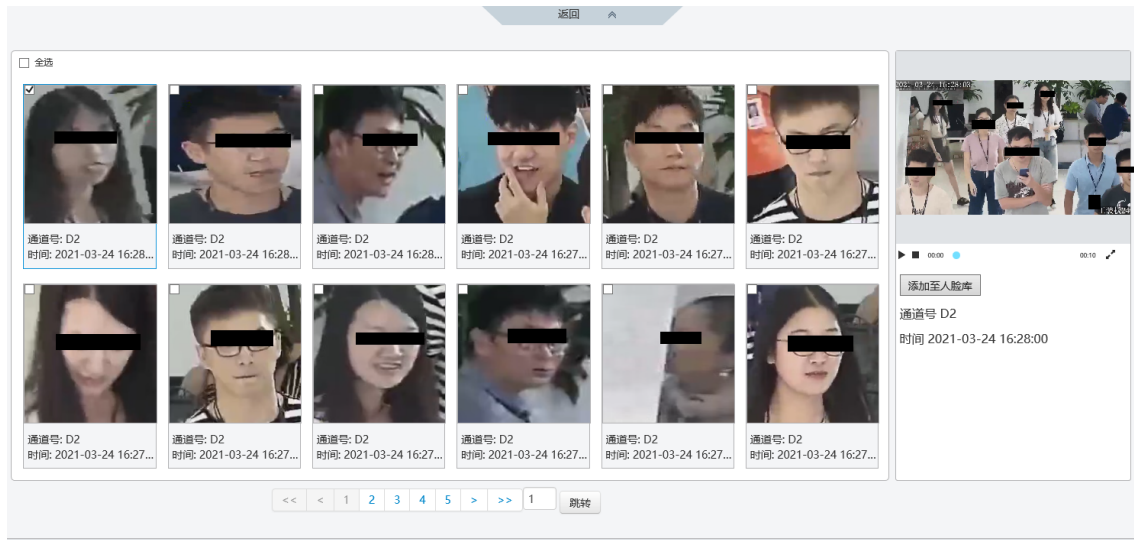 返回
全选
通道号: D2
时间: 2021-03-24 16:28...
通道号: D2
时间: 2021-03-24 16:28...
通道号: D2
时间: 2021-03-24 16:28...
通道号: D2
时间: 2021-03-24 16:27...
通道号: D2
时间: 2021-03-24 16:27...
通道号: D2
时间: 2021-03-24 16:27...
通道号: D2
时间: 2021-03-24 16:27...
通道号: D2
时间: 2021-03-24 16:27...
通道号: D2
时间: 2021-03-24 16:27...
通道号: D2
时间: 2021-03-24 16:27...
通道号: D2
时间: 2021-03-24 16:27...
通道号: D2
时间: 2021-03-24 16:27...
<< < 1 2 3 4 5 > >> 1 跳转
00:00 00:10
添加至人脸库
通道号 D2
时间 2021-03-24 16:28:00